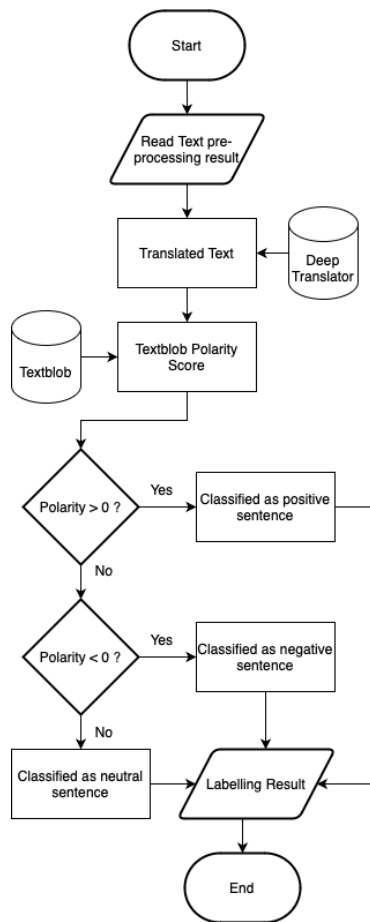 Start
Read Text pre-
processing result
Translated Text
Deep
Translator
Textblob
Textblob Polarity
Score
Polarity > 0 ?
Yes
Classified as positive
sentence
No
Polarity < 0 ?
Yes
Classified as negative
sentence
No
Classified as neutral
sentence
Labelling Result
End